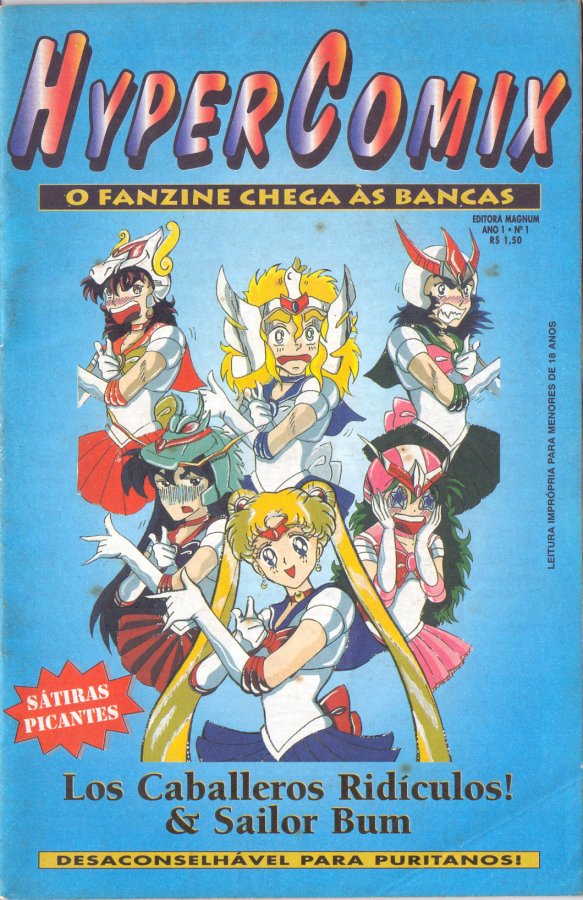 HYPERCOMIX
O FANZINE CHEGA ÀS BANCAS
EDITORA MAGNUM
ANO 1 • Nº 1
R$ 1,50
LEITURA IMPRÓPRIA PARA MENORES DE 18 ANOS
SÁTIRAS
PICANTES
Los Caballeros Ridículos!
& Sailor Bum
DESACONSELHÁVEL PARA PURITANOS!